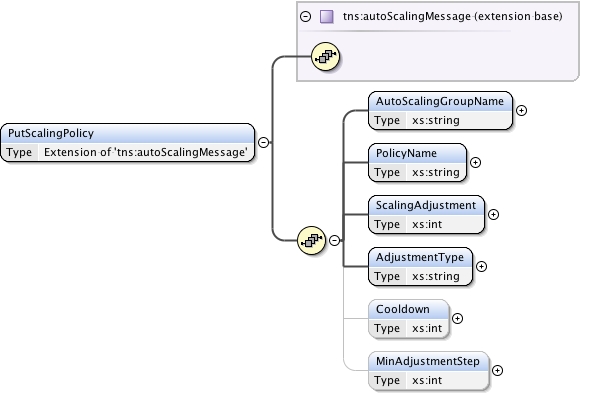 tns:autoScalingMessage (extension base)
AutoScalingGroupName
Type xs:string
PutScalingPolicy
Type Extension of 'tns:autoScalingMessage'
PolicyName
Type xs:string
ScalingAdjustment
Type xs:int
AdjustmentType
Type xs:string
Cooldown
Type xs:int
MinAdjustmentStep
Type xs:int